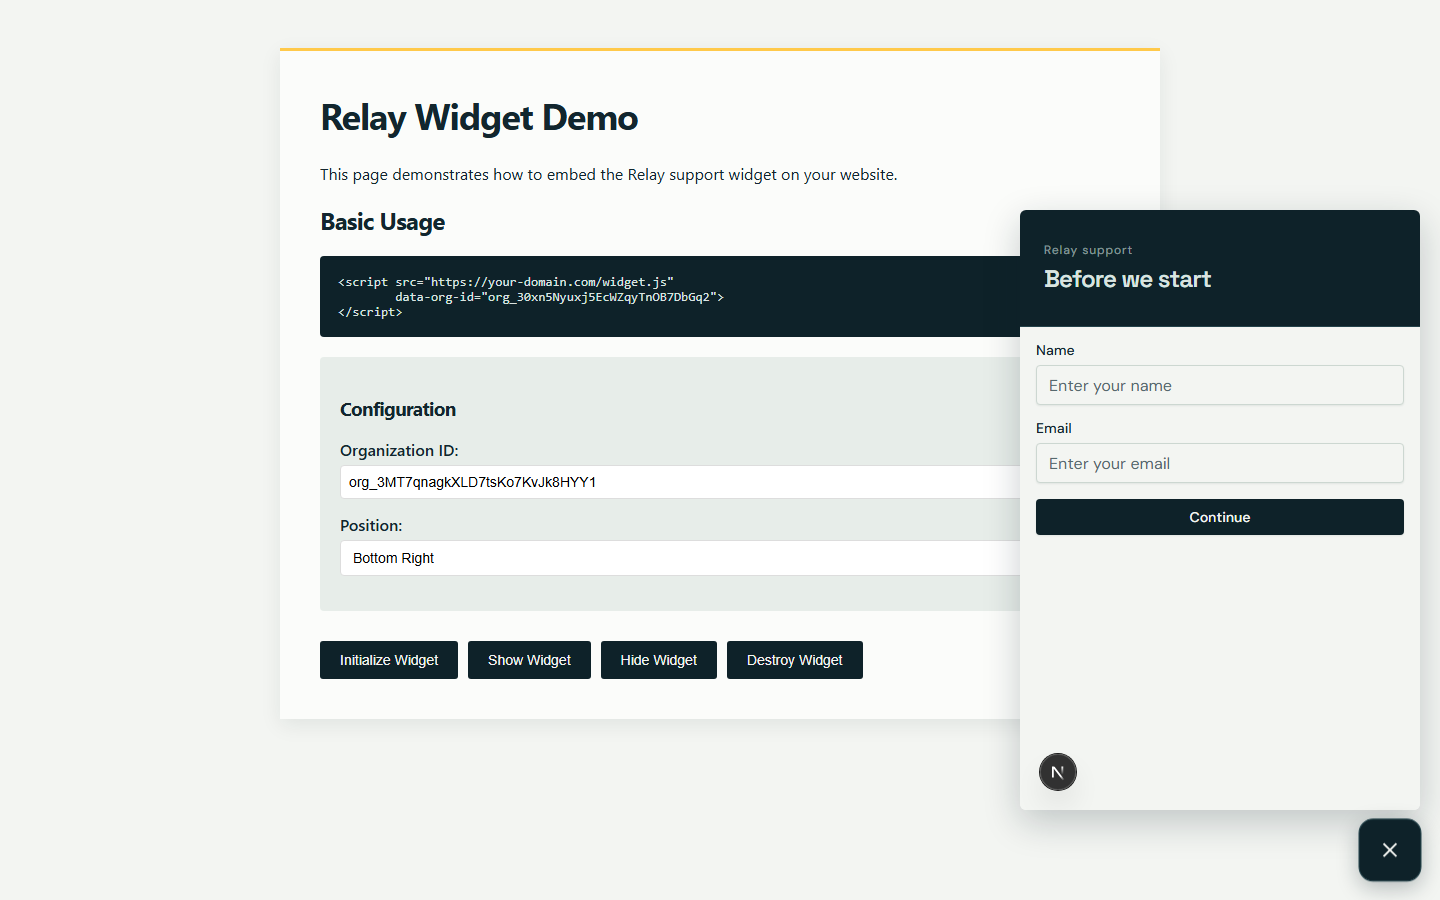 Relay Widget Demo
This page demonstrates how to embed the Relay support widget on your website.
Basic Usage
<script src="https://your-domain.com/widget.js"
        data-org-id="org_30xn5Nyuxj5EcWZqyTnOB7DbGq2">
</script>
Configuration
Organization ID:
org_3MT7qnagkXLD7tsKo7KvJk8HYY1
Position:
Bottom Right
Initialize Widget
Show Widget
Hide Widget
Destroy Widget
Relay support
Before we start
Name
Enter your name
Email
Enter your email
Continue
N